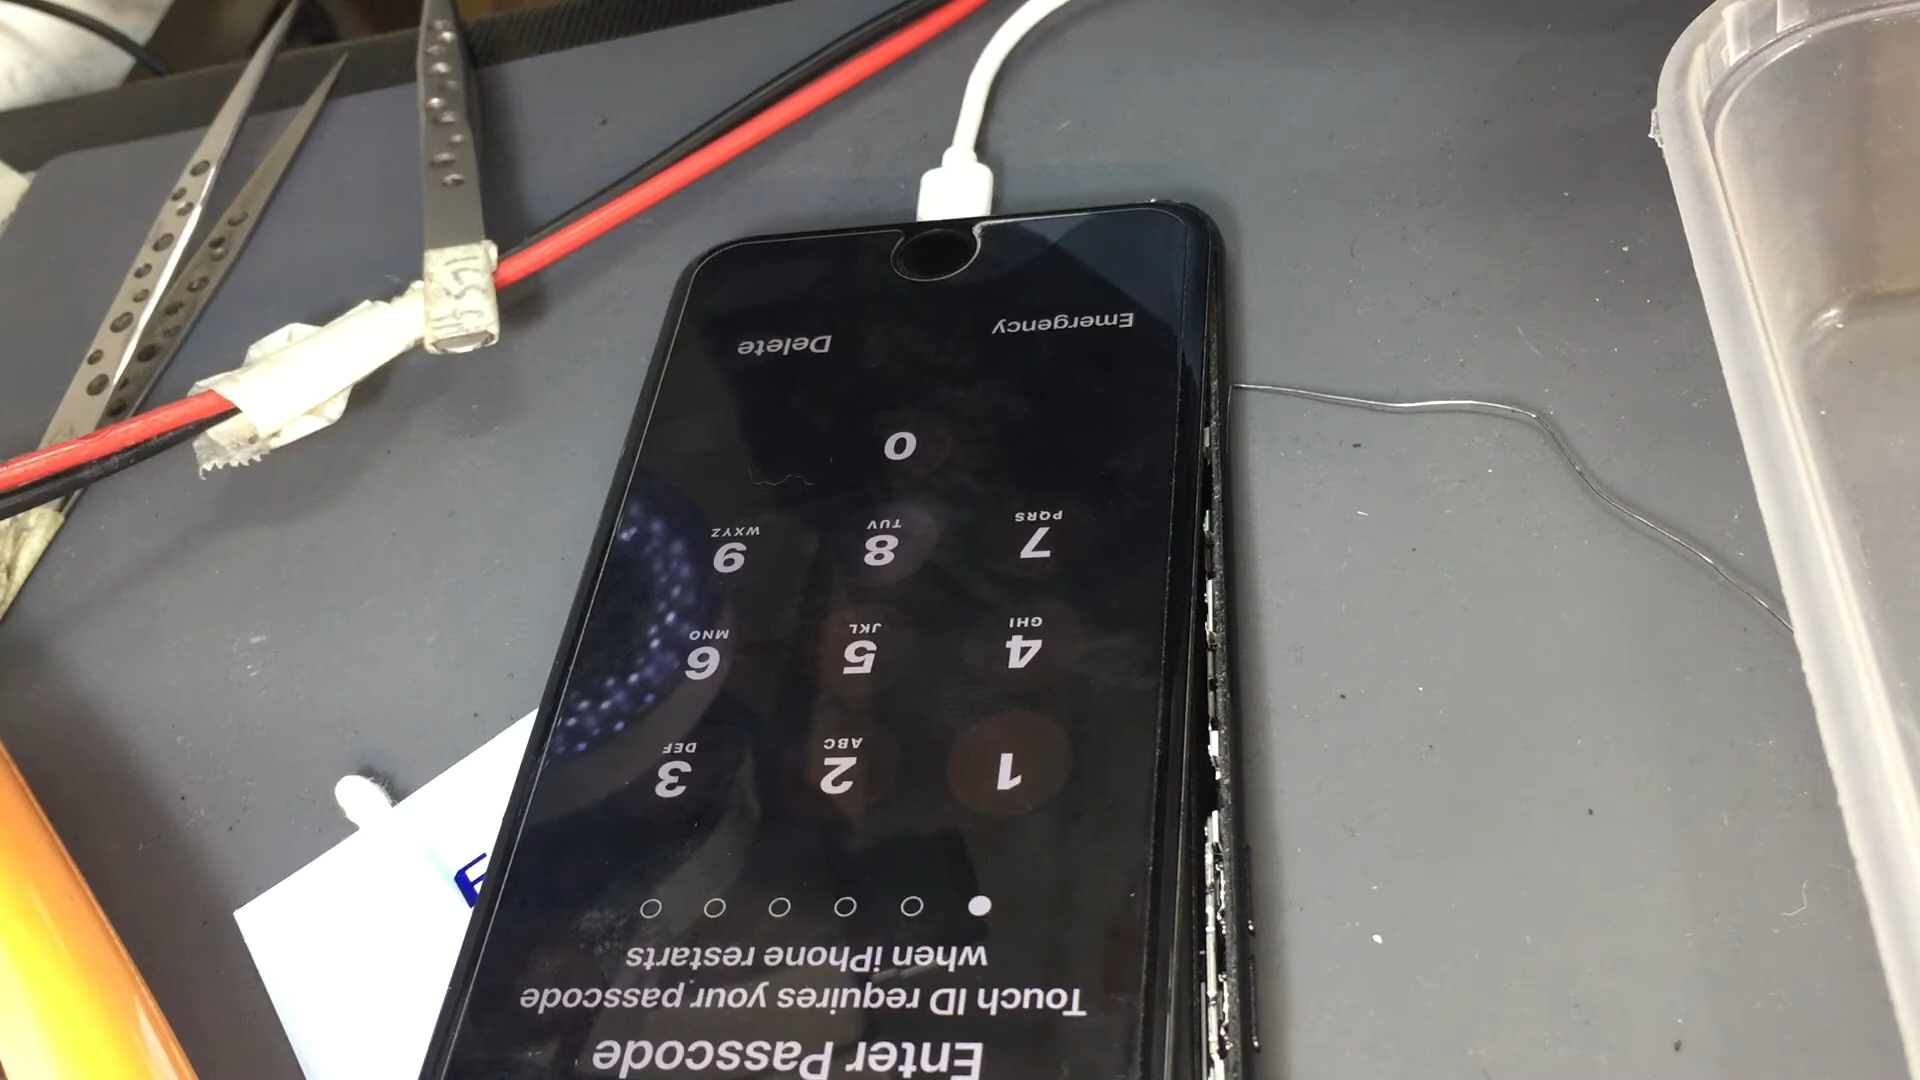 Enter Passcode
Touch ID requires your passcode
when iPhone restarts
1
2
ABC
3
DEF
4
GHI
5
JKL
6
MNO
7
PQRS
8
TUV
9
WXYZ
0
Emergency
Delete